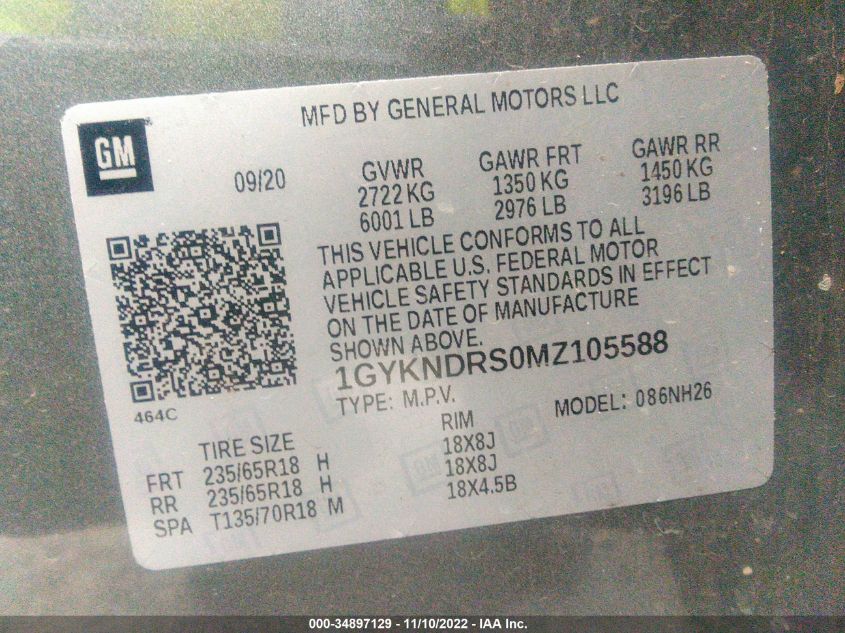 MFD BY GENERAL MOTORS LLC
GM
09/20
GVWR
2722 KG
6001 LB
GAWR FRT
1350 KG
2976 LB
GAWR RR
1450 KG
3196 LB
THIS VEHICLE CONFORMS TO ALL
APPLICABLE U.S. FEDERAL MOTOR
VEHICLE SAFETY STANDARDS IN EFFECT
ON THE DATE OF MANUFACTURE
SHOWN ABOVE.
1GYKNDRS0MZ105588
TYPE: M.P.V.
MODEL: 086NH26
464C
TIRE SIZE RIM
FRT 235/65R18 H 18X8J
RR 235/65R18 H 18X8J
SPA T135/70R18 M 18X4.5B
000-34897129 - 11/10/2022 - IAA Inc.